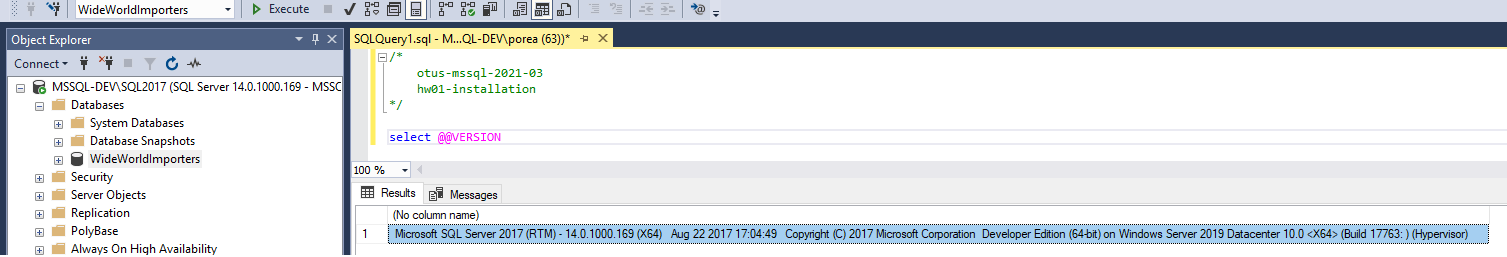 WideWorldImporters
Execute
Object Explorer
Connect
MSSQL-DEV\SQL2017 (SQL Server 14.0.1000.169 - MSSC
Databases
System Databases
Database Snapshots
WideWorldImporters
Security
Server Objects
Replication
PolyBase
Always On High Availability
SQLQuery1.sql - M...QL-DEV\porea (63))*
/*
otus-mssql-2021-03
hw01-installation
*/
select @@VERSION
100 %
Results
Messages
(No column name)
1
Microsoft SQL Server 2017 (RTM) - 14.0.1000.169 (X64)   Aug 22 2017 17:04:49   Copyright (C) 2017 Microsoft Corporation  Developer Edition (64-bit) on Windows Server 2019 Datacenter 10.0 <X64> (Build 17763: ) (Hypervisor)